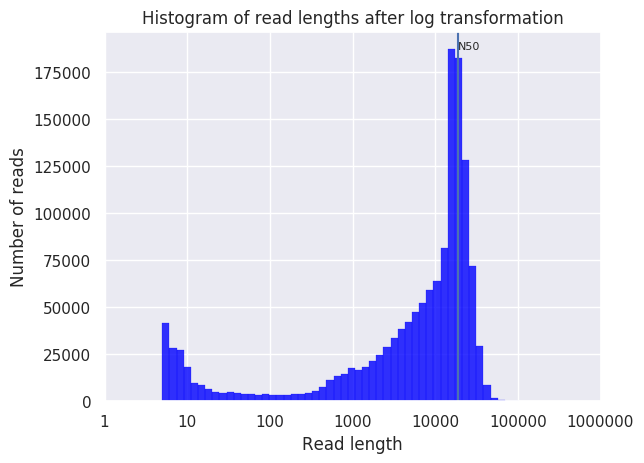 Histogram of read lengths after log transformation
N50
175000
150000
125000
100000
75000
50000
25000
0
Number of reads
1 10 100 1000 10000 100000 1000000
Read length